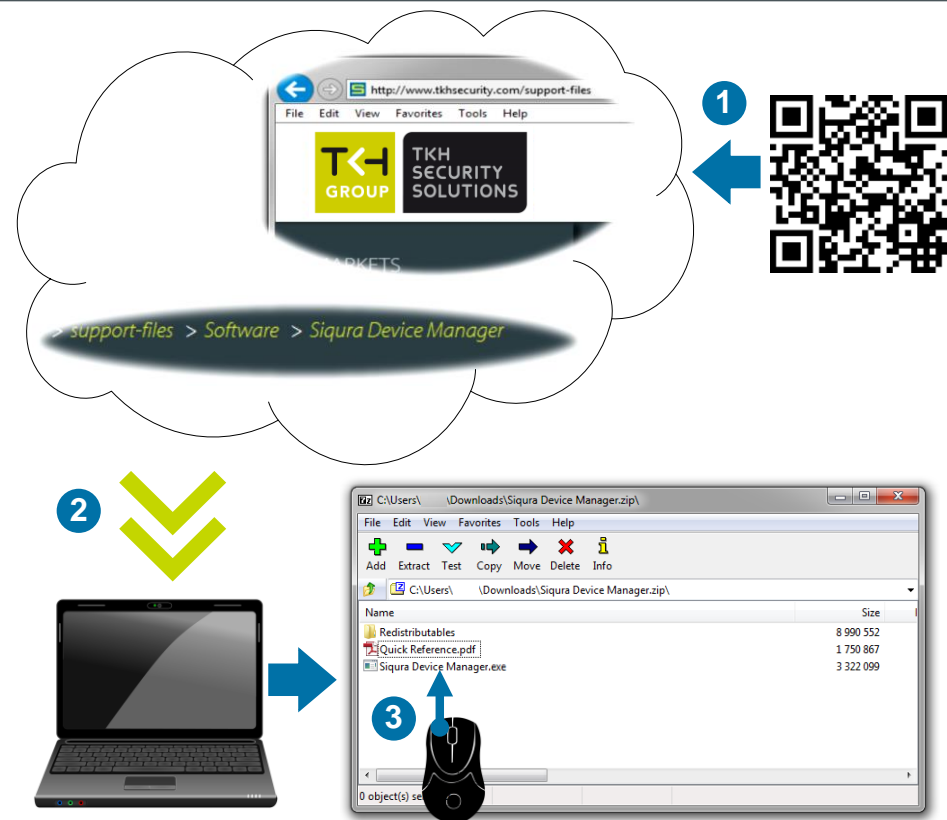 http://www.tkhsecurity.com/support-files
File Edit View Favorites Tools Help
1
TKH
GROUP
TKH
SECURITY
SOLUTIONS
> support-files > Software > Siqura Device Manager
2
C:\Users\ \Downloads\Siqura Device Manager.zip\
File Edit View Favorites Tools Help
Add Extract Test Copy Move Delete Info
C:\Users\ \Downloads\Siqura Device Manager.zip\
Name Size
Redistributables 8 990 552
Quick Reference.pdf 1 750 867
Siqura Device Manager.exe 3 322 099
3
0 object(s)